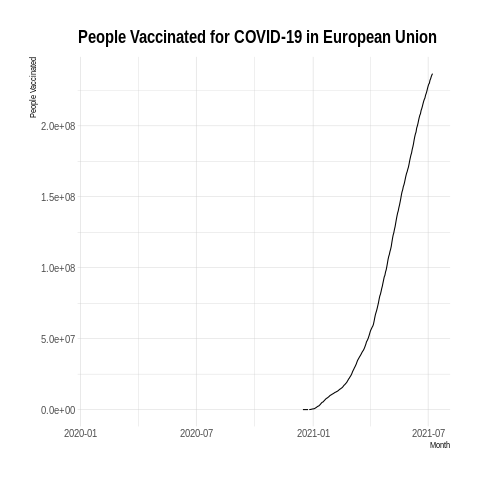 People Vaccinated for COVID-19 in European Union
People Vaccinated
2.0e+08
1.5e+08
1.0e+08
5.0e+07
0.0e+00
2020-01
2020-07
2021-01
2021-07
Month